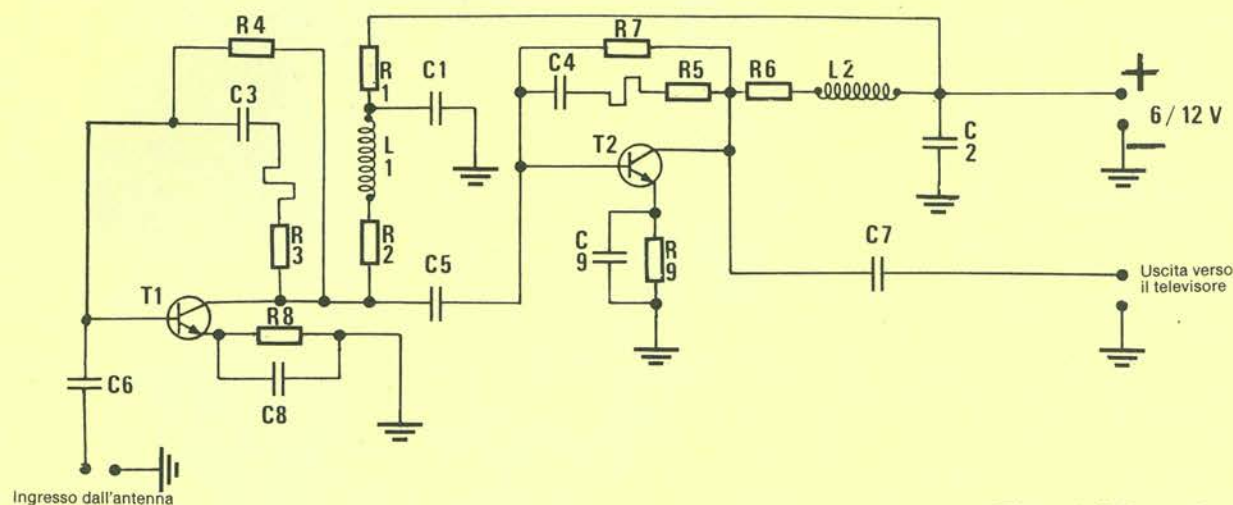 R4
R7
R
1
C1
C4
R5
R6
L2
+
6 / 12 V
−
C3
L
1
T2
C
2
R
3
R
2
C5
C
9
R
9
C7
Uscita verso
il televisore
T1
R8
C6
C8
Ingresso dall'antenna